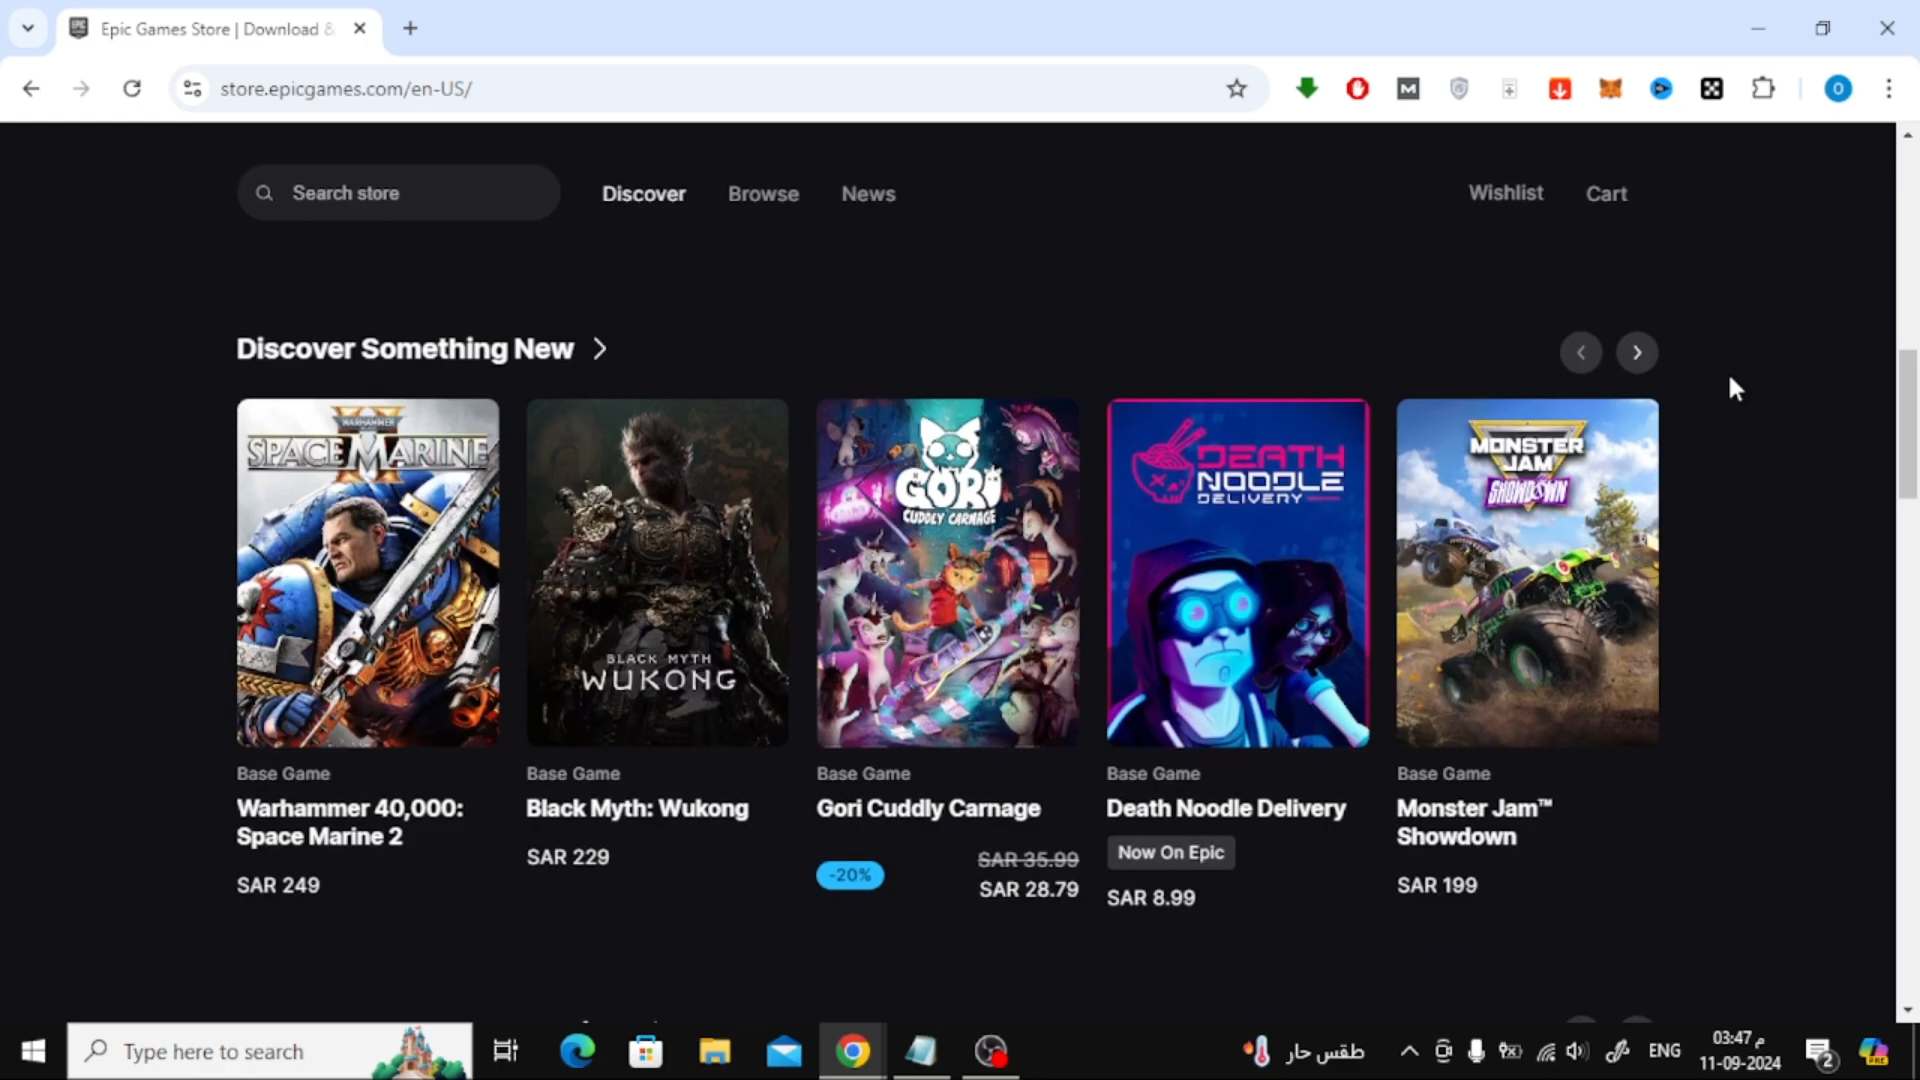 Epic Games Store | Download &
store.epicgames.com/en-US/
O
Search store
Discover
Browse
News
Wishlist
Cart
Discover Something New
WARHAMMER
SPACE MARINE
BLACK MYTH
WUKONG
GORI
CUDDLY CARNAGE
DEATH
NOODLE
DELIVERY
MONSTER
JAM
SHOWDOWN
Base Game
Warhammer 40,000:
Space Marine 2
SAR 249
Base Game
Black Myth: Wukong
SAR 229
Base Game
Gori Cuddly Carnage
-20%
SAR 35.99
SAR 28.79
Base Game
Death Noodle Delivery
Now On Epic
SAR 8.99
Base Game
Monster Jam™
Showdown
SAR 199
Type here to search
طقس حار
ENG
03:47 م
11-09-2024
2
PRE